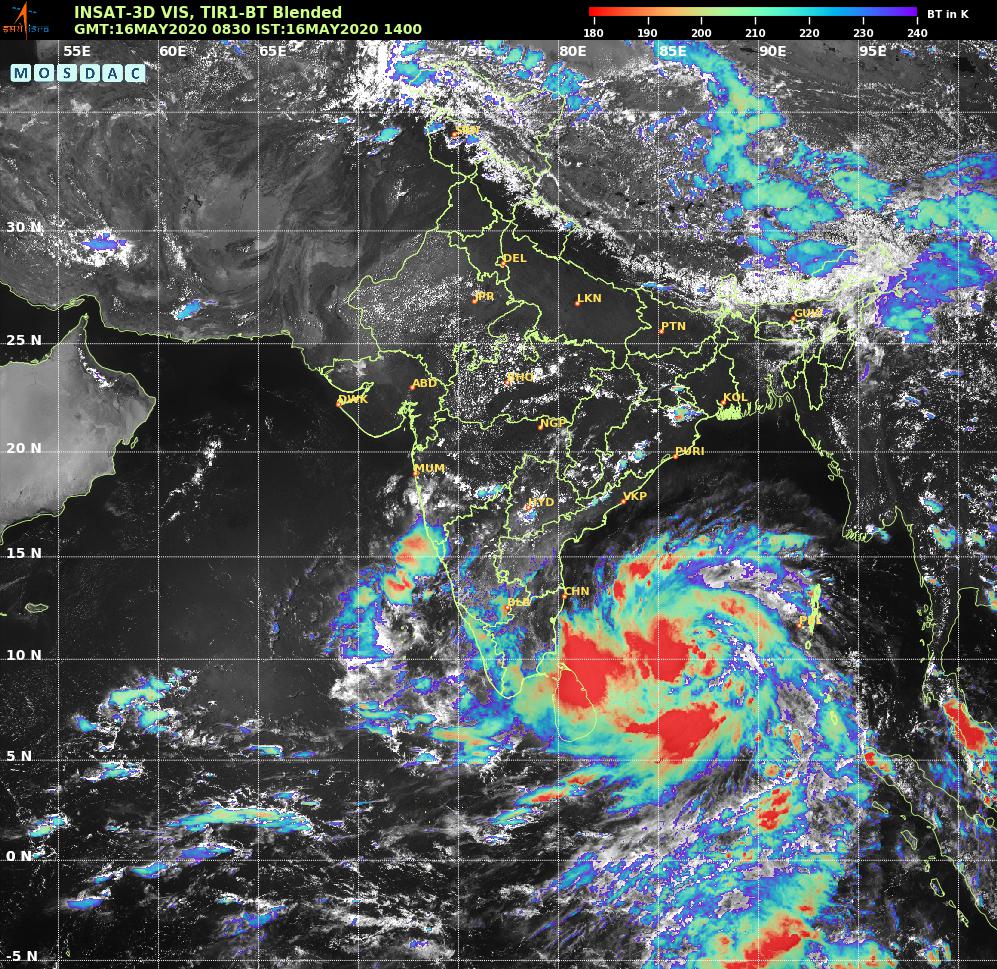 INSAT-3D VIS, TIR1-BT Blended
GMT:16MAY2020 0830 IST:16MAY2020 1400
BT in K
180 190 200 210 220 230 240
55E 60E 65E 70E 75E 80E 85E 90E 95E
MOSDAC
30 N
DEL
JPR
LKN
GUW
PTN
25 N
BHO
ABD
DWK
KOL
NGP
20 N
PURI
MUM
VKP
HYD
15 N
CHN
BLR
PBL
10 N
5 N
0 N
-5 N